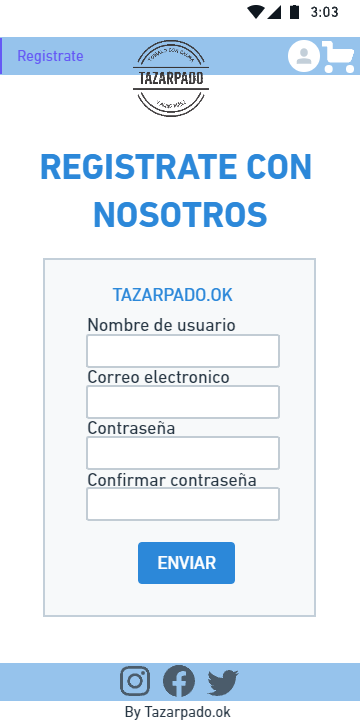 3:03
Registrate
TAZARPADO
REGISTRATE CON
NOSOTROS
TAZARPADO.OK
Nombre de usuario
Correo electronico
Contraseña
Confirmar contraseña
ENVIAR
By Tazarpado.ok